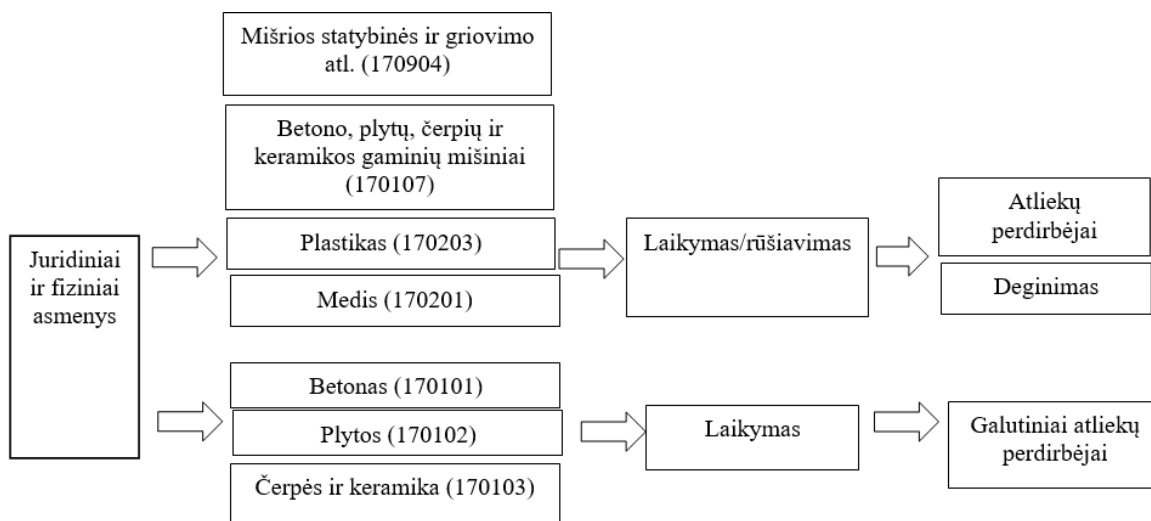 Juridiniai
ir fiziniai
asmenys
Mišrios statybinės ir griovimo
atl. (170904)
Betono, plytų, čerpių ir
keramikos gaminių mišiniai
(170107)
Plastikas (170203)
Medis (170201)
Laikymas/rūšiavimas
Atliekų
perdirbėjai
Deginimas
Betonas (170101)
Plytos (170102)
Čerpės ir keramika (170103)
Laikymas
Galutiniai atliekų
perdirbėjai